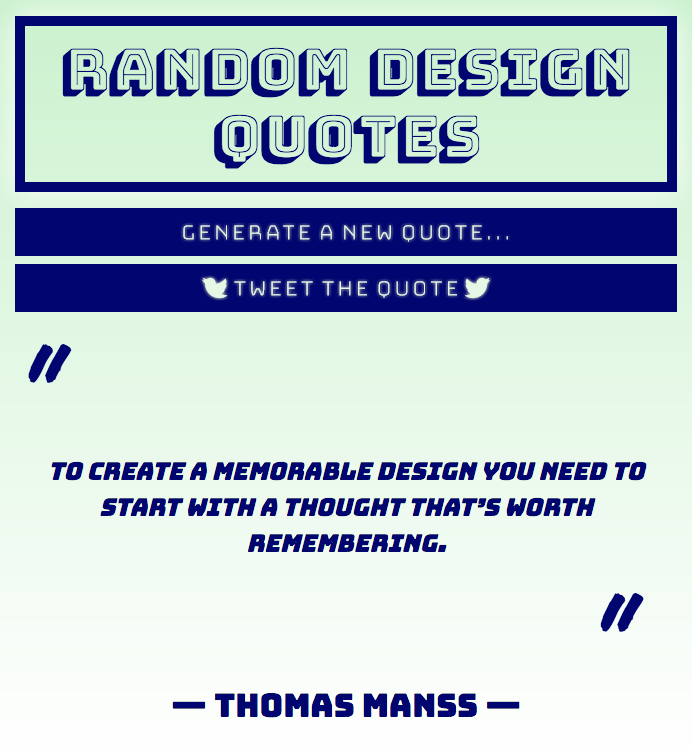 RANDOM DESIGN
QUOTES
GENERATE A NEW QUOTE...
TWEET THE QUOTE
"
TO CREATE A MEMORABLE DESIGN YOU NEED TO
START WITH A THOUGHT THAT’S WORTH
REMEMBERING.
"
— THOMAS MANSS —